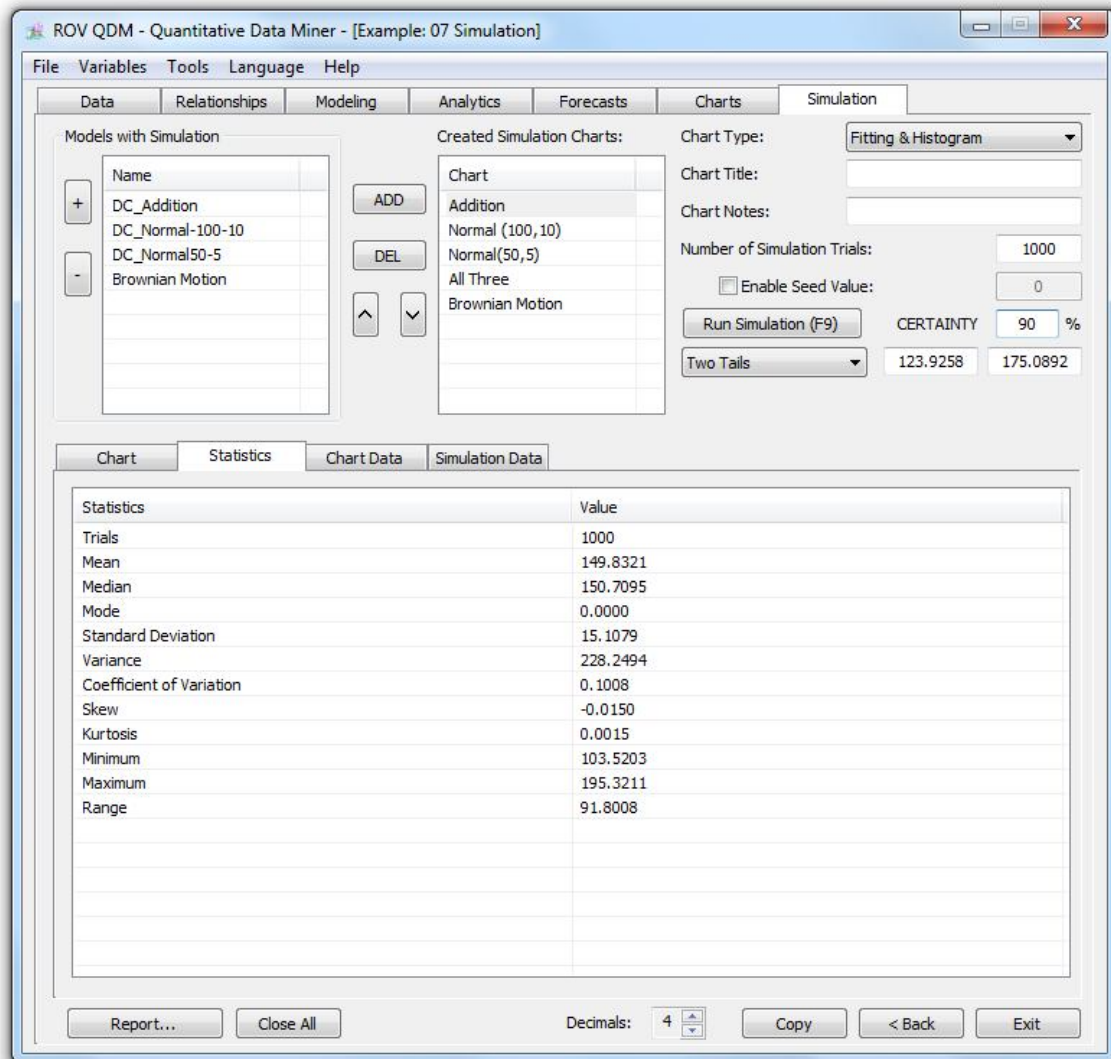 ROV QDM - Quantitative Data Miner - [Example: 07 Simulation]
File Variables Tools Language Help
Data Relationships Modeling Analytics Forecasts Charts Simulation
Models with Simulation
Name
DC_Addition
DC_Normal-100-10
DC_Normal50-5
Brownian Motion
+
-
ADD
DEL
Created Simulation Charts:
Chart
Addition
Normal (100,10)
Normal(50,5)
All Three
Brownian Motion
Chart Type: Fitting & Histogram
Chart Title:
Chart Notes:
Number of Simulation Trials: 1000
Enable Seed Value: 0
Run Simulation (F9) CERTAINTY 90 %
Two Tails 123.9258 175.0892
Chart Statistics Chart Data Simulation Data
Statistics Value
Trials 1000
Mean 149.8321
Median 150.7095
Mode 0.0000
Standard Deviation 15.1079
Variance 228.2494
Coefficient of Variation 0.1008
Skew -0.0150
Kurtosis 0.0015
Minimum 103.5203
Maximum 195.3211
Range 91.8008
Report... Close All Decimals: 4 Copy < Back Exit